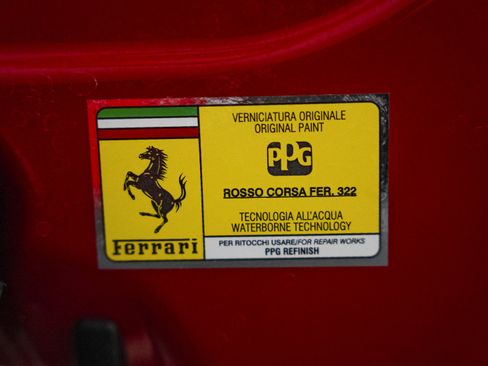 VERNICIATURA ORIGINALE
ORIGINAL PAINT
PPG
ROSSO CORSA FER. 322
TECNOLOGIA ALL'ACQUA
WATERBORNE TECHNOLOGY
Ferrari
PER RITOCCHI USARE/FOR REPAIR WORKS
PPG REFINISH